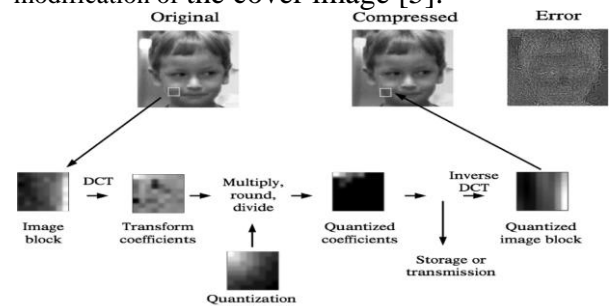 modification of the cover image [5].
Original
Compressed
Error
DCT
Multiply,
round,
divide
Inverse
DCT
Image
block
Transform
coefficients
Quantized
coefficients
Quantized
image block
Storage or
transmission
Quantization